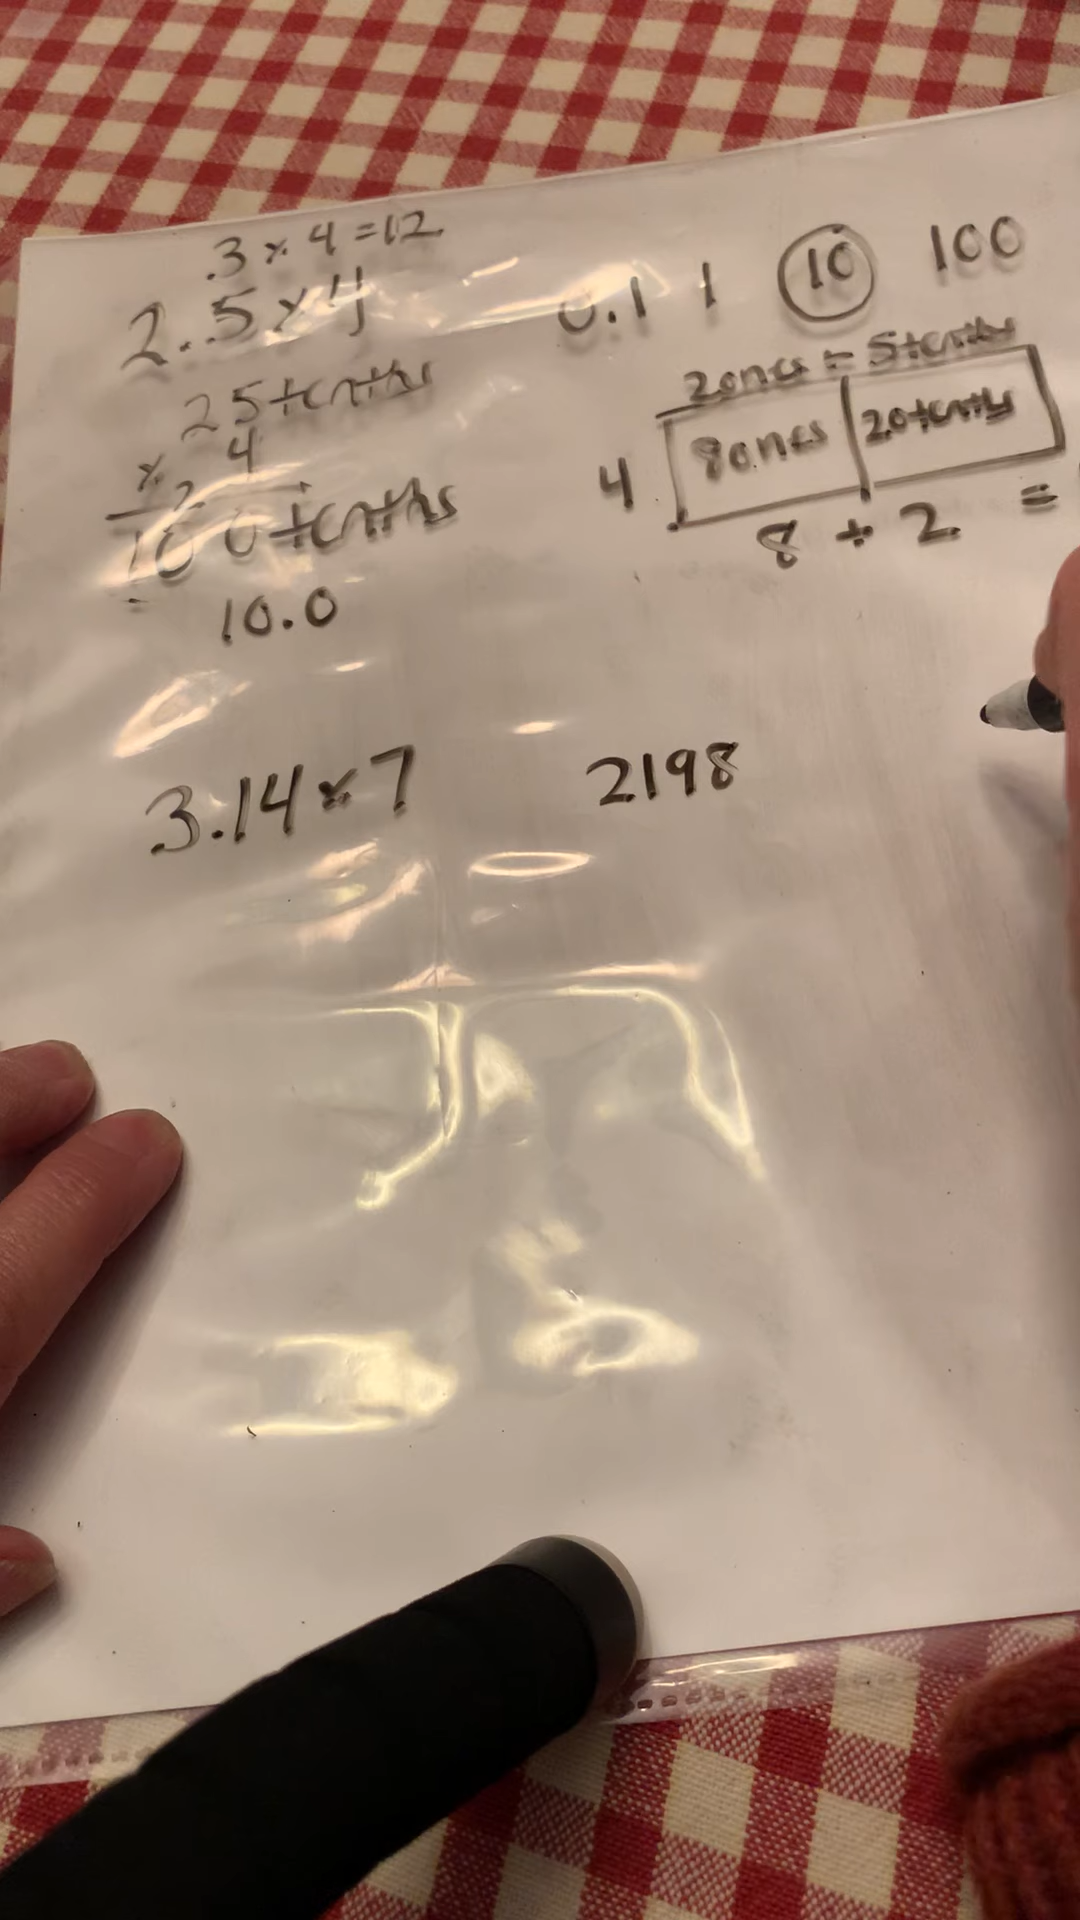 3 × 4 = 12
2.5 × 4
25 tenths
× 4
2
100 tenths
10.0
0.1 1 10 100
2 ones + 5 tenths
4 8 ones 20 tenths
8 + 2 =
3.14 × 7 2198